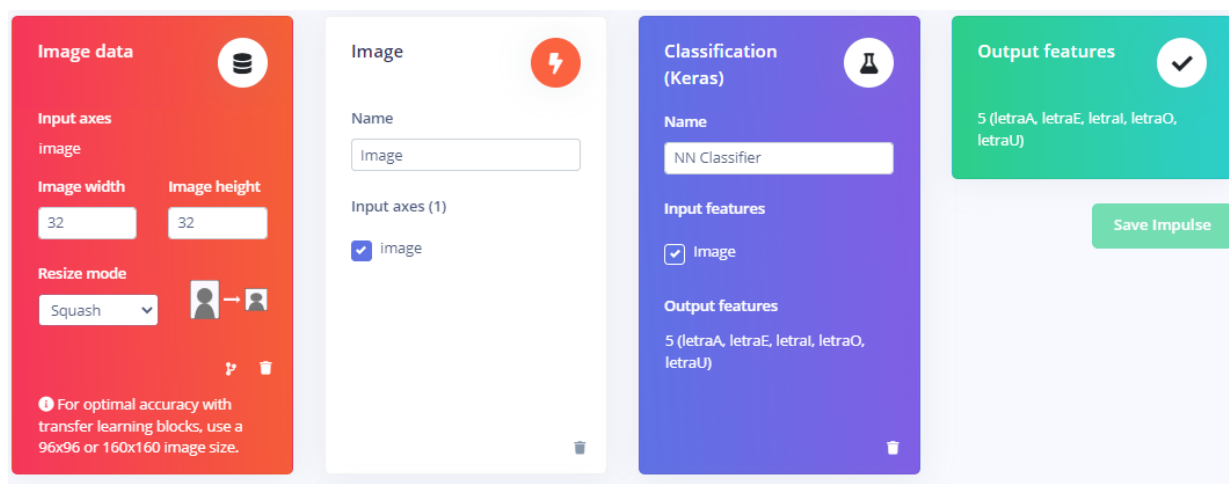 Image data
Input axes
image
Image width Image height
32 32
Resize mode
Squash
For optimal accuracy with
transfer learning blocks, use a
96x96 or 160x160 image size.
Image
Name
Image
Input axes (1)
image
Classification
(Keras)
Name
NN Classifier
Input features
Image
Output features
5 (letraA, letraE, letraI, letraO,
letraU)
Output features
5 (letraA, letraE, letraI, letraO,
letraU)
Save Impulse